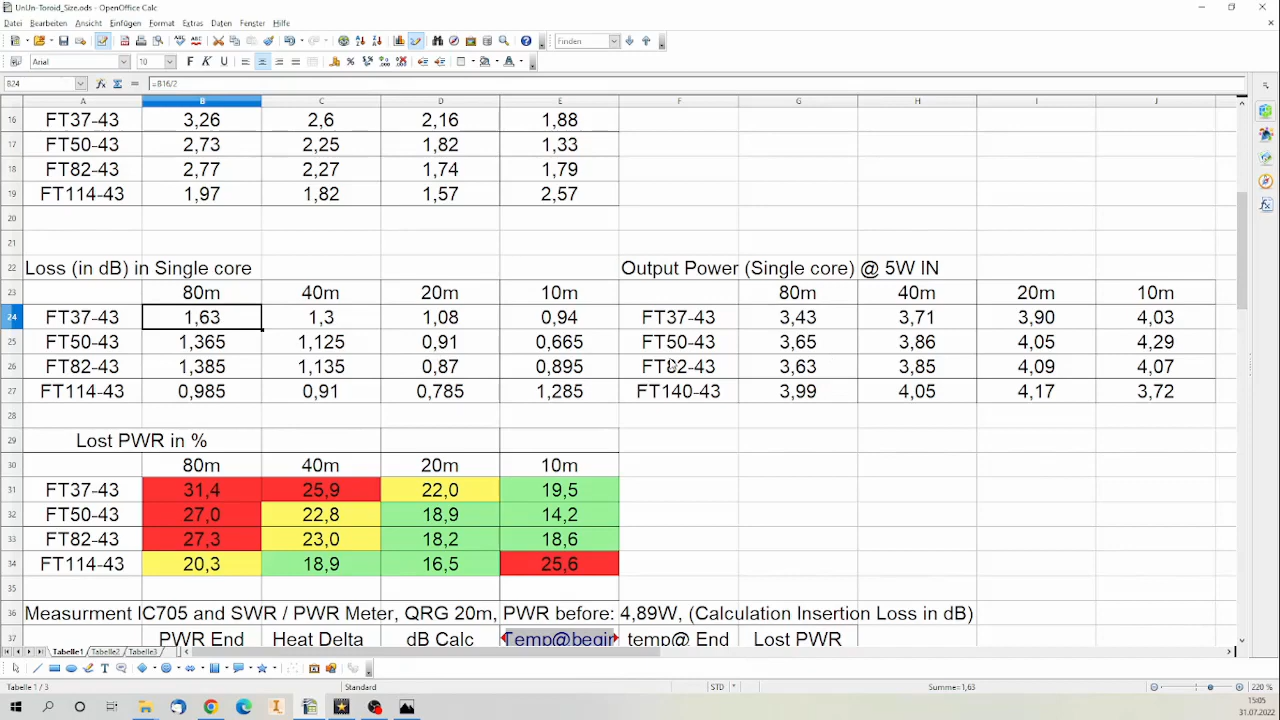 UnUn-Toroid_Size.ods - OpenOffice Calc
Datei Bearbeiten Ansicht Einfügen Format Extras Daten Fenster Hilfe
Finden
Arial 10 F K U
B24 =B16/2
A B C D E F G H I J
16 FT37-43 3,26 2,6 2,16 1,88
17 FT50-43 2,73 2,25 1,82 1,33
18 FT82-43 2,77 2,27 1,74 1,79
19 FT114-43 1,97 1,82 1,57 2,57
20
21
22 Loss (in dB) in Single core Output Power (Single core) @ 5W IN
23 80m 40m 20m 10m 80m 40m 20m 10m
24 FT37-43 1,63 1,3 1,08 0,94 FT37-43 3,43 3,71 3,90 4,03
25 FT50-43 1,365 1,125 0,91 0,665 FT50-43 3,65 3,86 4,05 4,29
26 FT82-43 1,385 1,135 0,87 0,895 FT82-43 3,63 3,85 4,09 4,07
27 FT114-43 0,985 0,91 0,785 1,285 FT140-43 3,99 4,05 4,17 3,72
28
29 Lost PWR in %
30 80m 40m 20m 10m
31 FT37-43 31,4 25,9 22,0 19,5
32 FT50-43 27,0 22,8 18,9 14,2
33 FT82-43 27,3 23,0 18,2 18,6
34 FT114-43 20,3 18,9 16,5 25,6
35
36 Measurment IC705 and SWR / PWR Meter, QRG 20m, PWR before: 4,89W, (Calculation Insertion Loss in dB)
37 PWR End Heat Delta dB Calc Temp@begin temp@ End Lost PWR
Tabelle1 Tabelle2 Tabelle3
Tabelle 1 / 3 Standard STD * Summe=1,63 220 %
15:05
31.07.2022